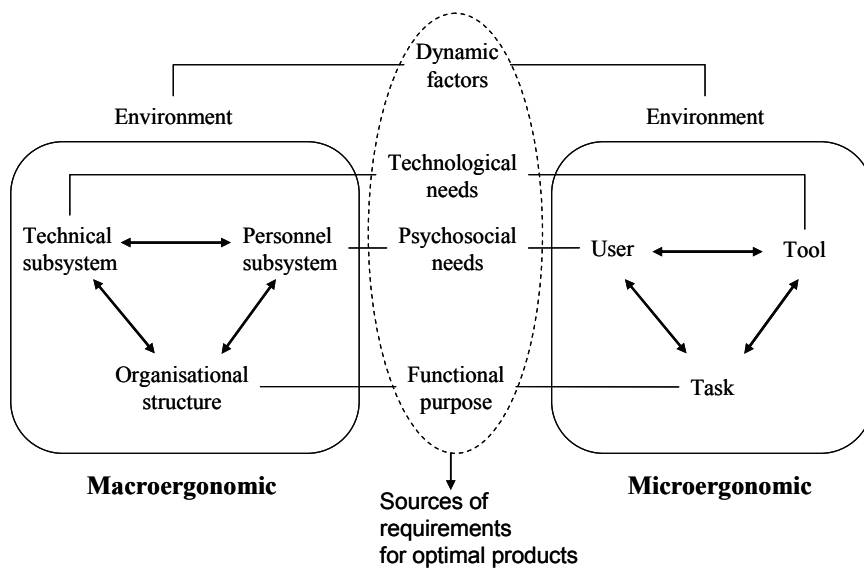 Dynamic
factors
Environment
Environment
Technological
needs
Technical
subsystem
Personnel
subsystem
Psychosocial
needs
User
Tool
Organisational
structure
Functional
purpose
Task
Macroergonomic
Microergonomic
Sources of
requirements
for optimal products